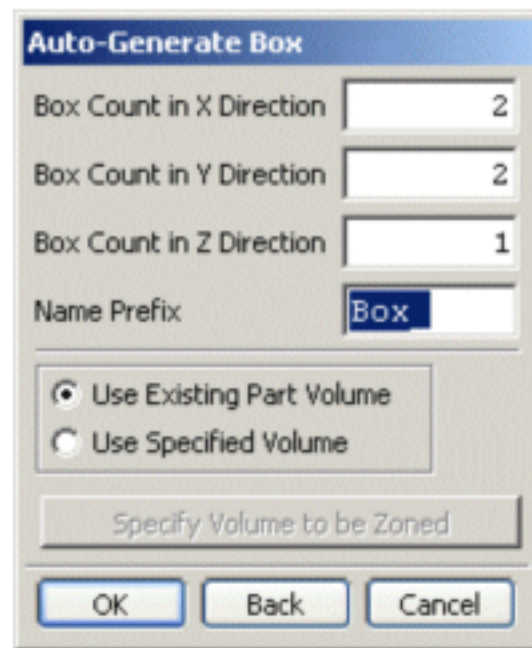 Auto-Generate Box
Box Count in X Direction 2
Box Count in Y Direction 2
Box Count in Z Direction 1
Name Prefix Box_
Use Existing Part Volume
Use Specified Volume
Specify Volume to be Zoned
OK Back Cancel